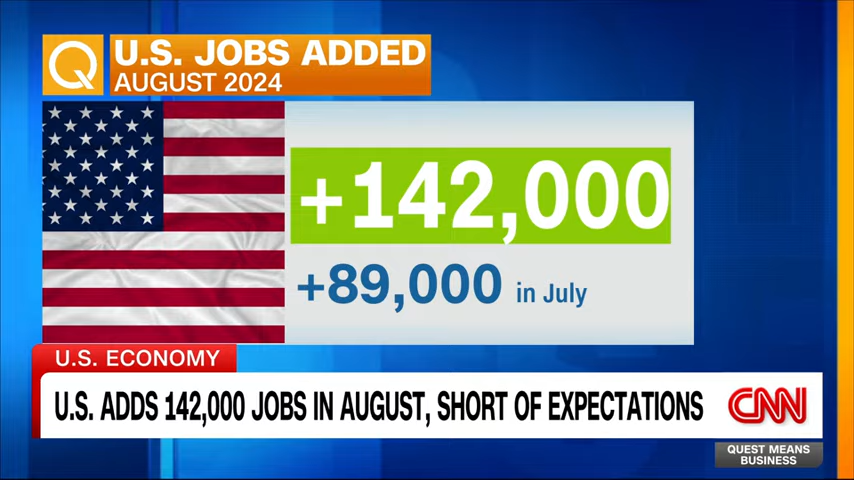 Q
U.S. JOBS ADDED
AUGUST 2024
+142,000
+89,000 in July
U.S. ECONOMY
U.S. ADDS 142,000 JOBS IN AUGUST, SHORT OF EXPECTATIONS
CNN
QUEST MEANS
BUSINESS